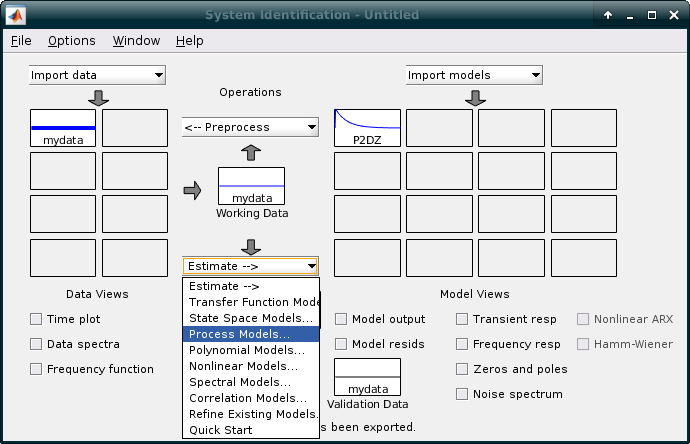 System Identification - Untitled
File Options Window Help
Import data
Import models
Operations
<-- Preprocess
mydata
P2DZ
mydata
Working Data
Estimate -->
Data Views
Model Views
Estimate -->
Transfer Function Mode
State Space Models...
Process Models...
Polynomial Models...
Nonlinear Models...
Spectral Models...
Correlation Models...
Refine Existing Models.
Quick Start
Time plot
Data spectra
Frequency function
Model output
Model resids
Transient resp
Frequency resp
Zeros and poles
Noise spectrum
Nonlinear ARX
Hamm-Wiener
mydata
Validation Data
s been exported.